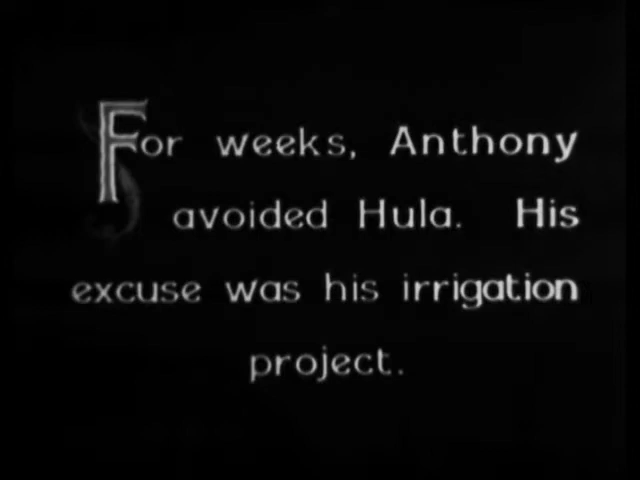 For weeks, Anthony
avoided Hula. His
excuse was his irrigation
project.